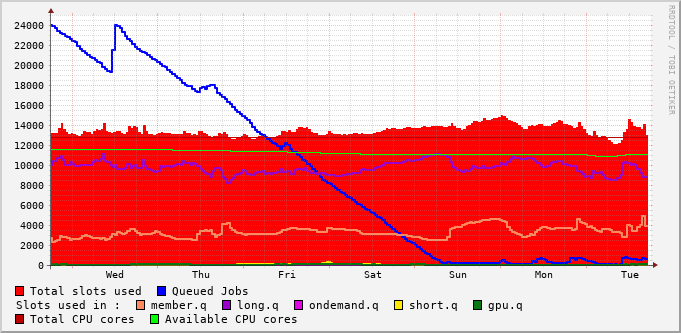 RRDTOOL / TOBI OETIKER
24000
22000
20000
18000
16000
14000
12000
10000
8000
6000
4000
2000
0
Wed Thu Fri Sat Sun Mon Tue
Total slots used Queued Jobs
Slots used in : member.q long.q ondemand.q short.q gpu.q
Total CPU cores Available CPU cores